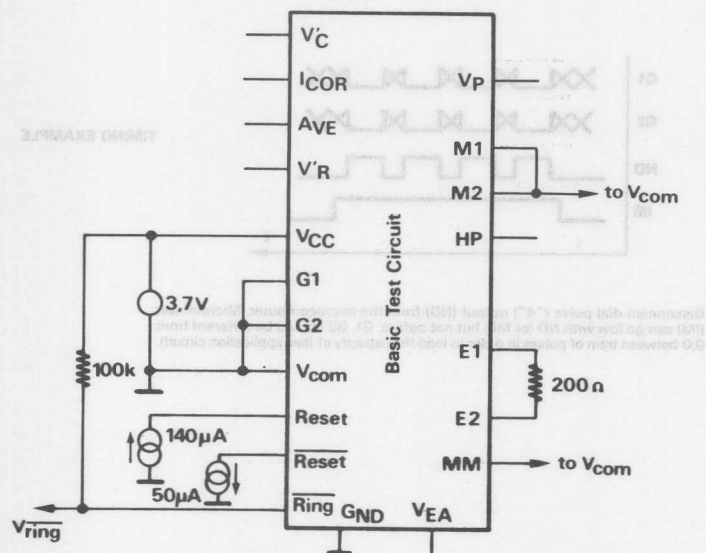 V'C
ICOR
AVE
V'R
VCC
G1
G2
Vcom
Reset
Reset
Ring
GND
VEA
VP
M1
M2
to Vcom
HP
E1
E2
200Ω
MM
to Vcom
Basic Test Circuit
3.7V
100k
140µA
50µA
Vring
G1
G2
ND
TIMING EXAMPLE